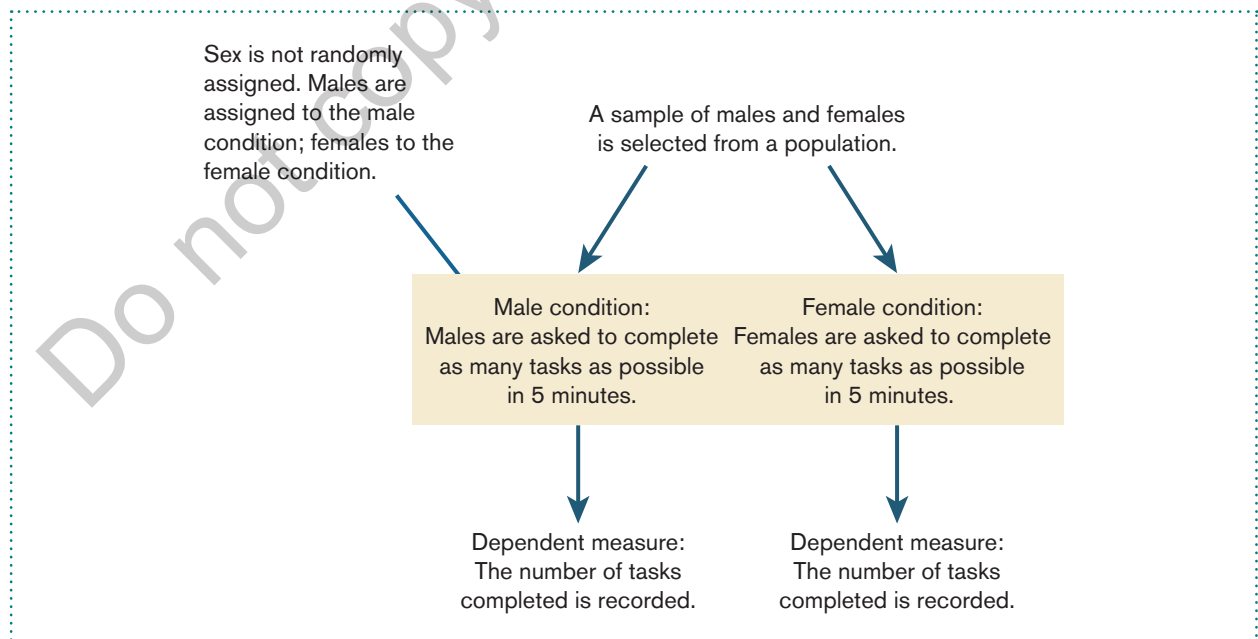 Sex is not randomly
assigned. Males are
assigned to the male
condition; females to the
female condition.
A sample of males and females
is selected from a population.
Male condition:
Males are asked to complete
as many tasks as possible
in 5 minutes.
Female condition:
Females are asked to complete
as many tasks as possible
in 5 minutes.
Dependent measure:
The number of tasks
completed is recorded.
Dependent measure:
The number of tasks
completed is recorded.
Do not copy